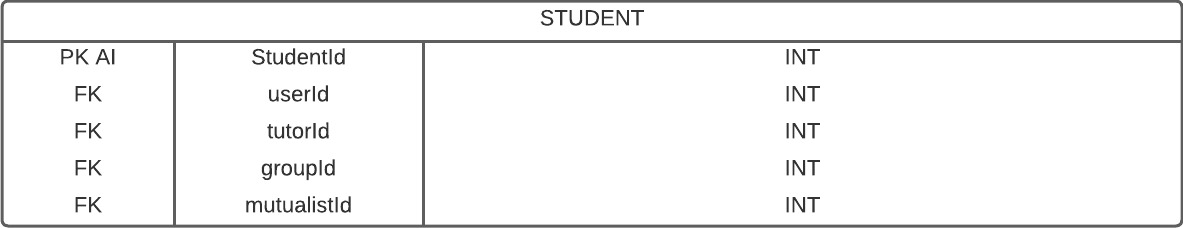 STUDENT
PK AI StudentId INT
FK userId INT
FK tutorId INT
FK groupId INT
FK mutualistId INT